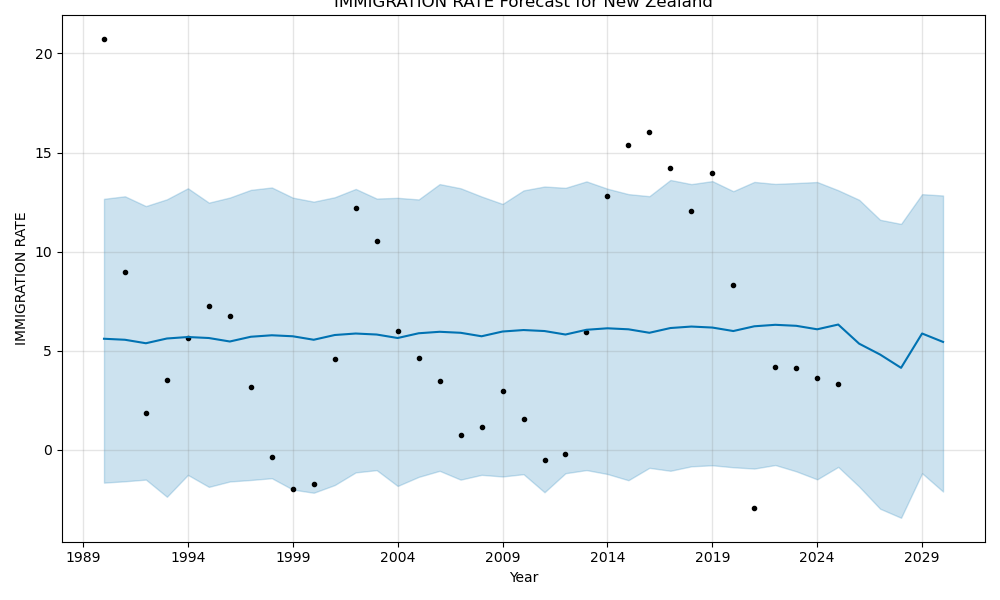 IMMIGRATION RATE Forecast for New Zealand
20
15
10
5
0
IMMIGRATION RATE
1989 1994 1999 2004 2009 2014 2019 2024 2029
Year